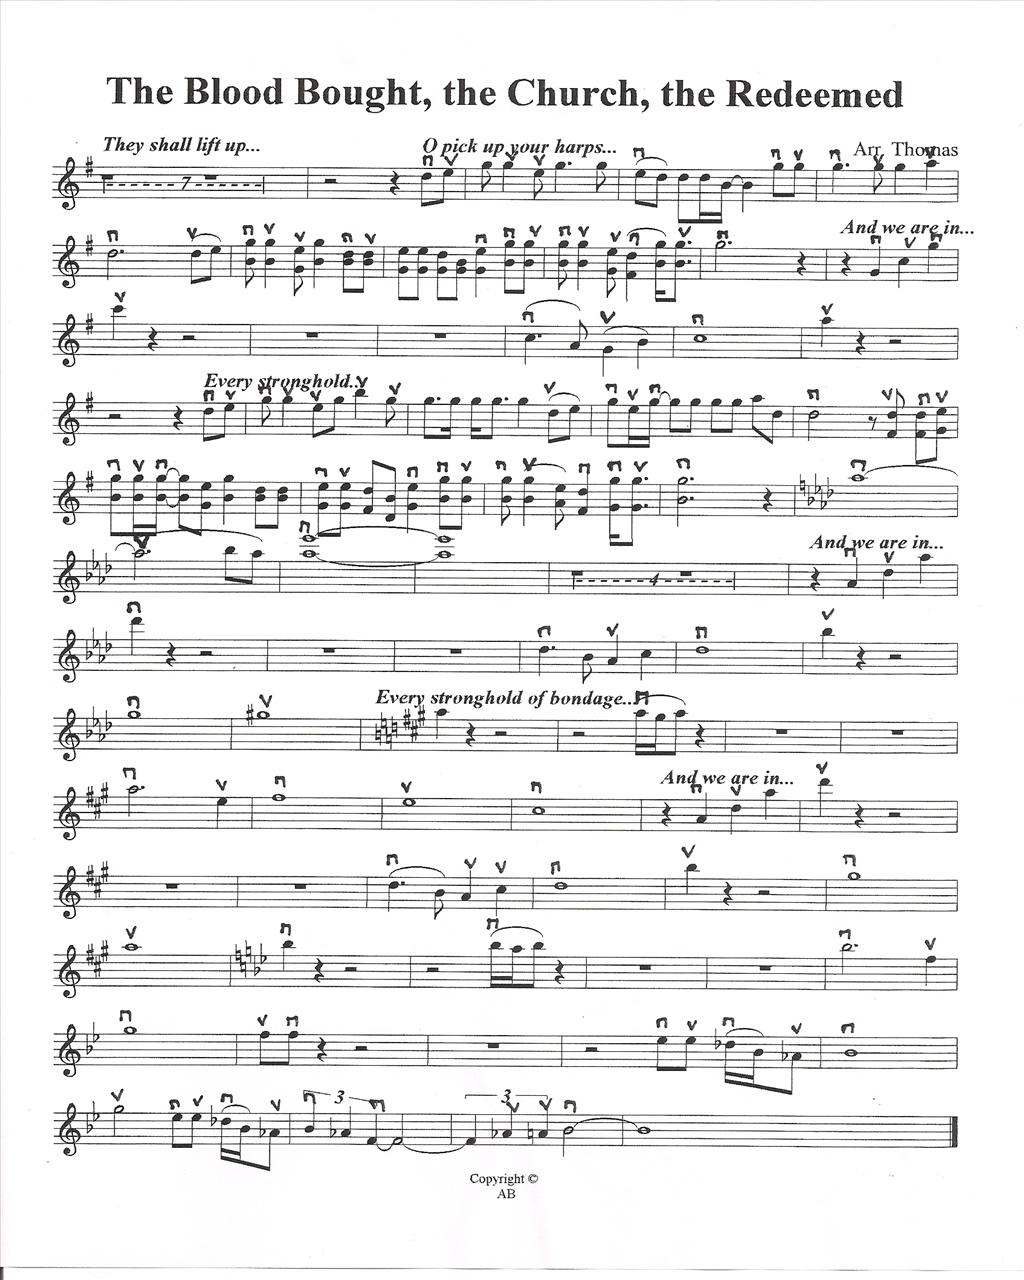 The Blood Bought, the Church, the Redeemed
They shall lift up... O pick up your harps... Arr. Thomas
7
And we are in...
Every stronghold...
And we are in...
4
Every stronghold of bondage...
And we are in...
3 3
Copyright ©
AB